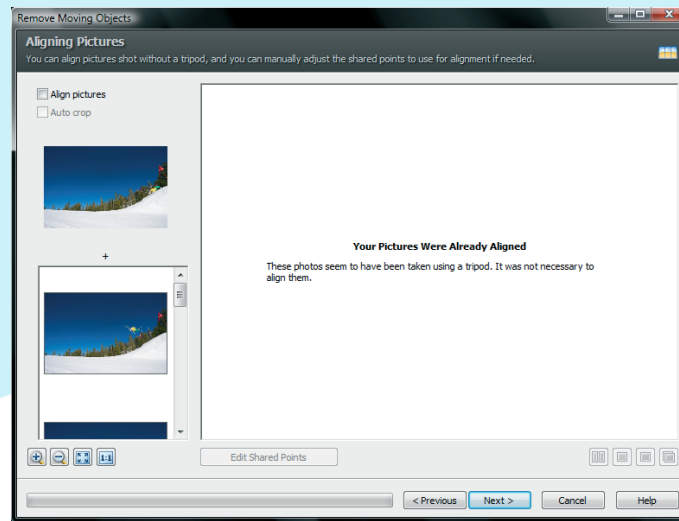 Remove Moving Objects
Aligning Pictures
You can align pictures shot without a tripod, and you can manually adjust the shared points to use for alignment if needed.
Align pictures
Auto crop
+
Your Pictures Were Already Aligned
These photos seem to have been taken using a tripod. It was not necessary to
align them.
1:1
Edit Shared Points
< Previous
Next >
Cancel
Help